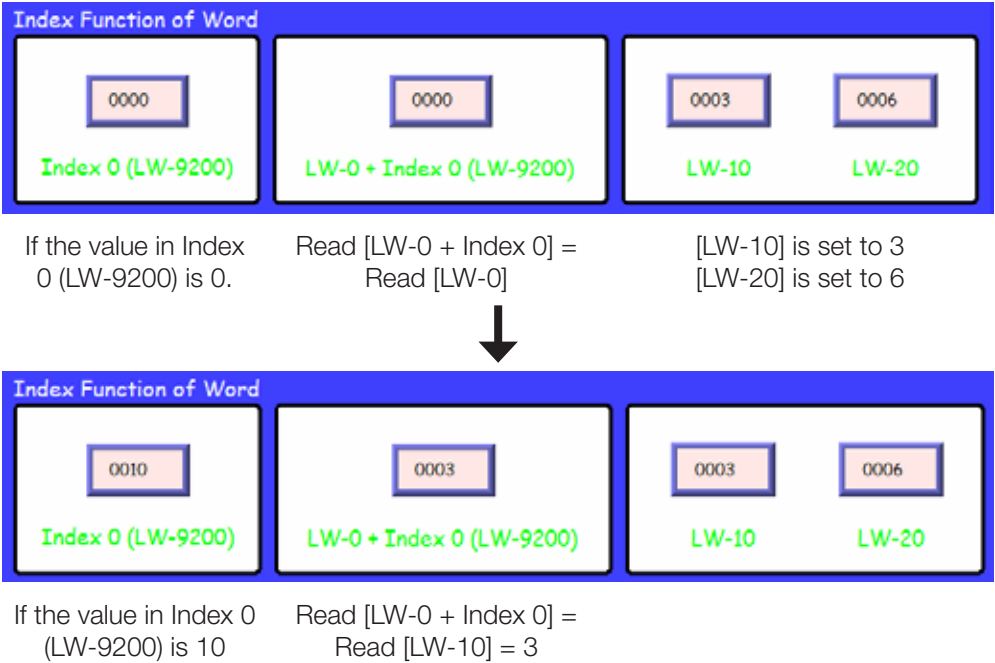 Index Function of Word
0000
0000
0003
0006
Index 0 (LW-9200)
LW-0 + Index 0 (LW-9200)
LW-10
LW-20
If the value in Index
0 (LW-9200) is 0.
Read [LW-0 + Index 0] =
Read [LW-0]
[LW-10] is set to 3
[LW-20] is set to 6
Index Function of Word
0010
0003
0003
0006
Index 0 (LW-9200)
LW-0 + Index 0 (LW-9200)
LW-10
LW-20
If the value in Index 0
(LW-9200) is 10
Read [LW-0 + Index 0] =
Read [LW-10] = 3